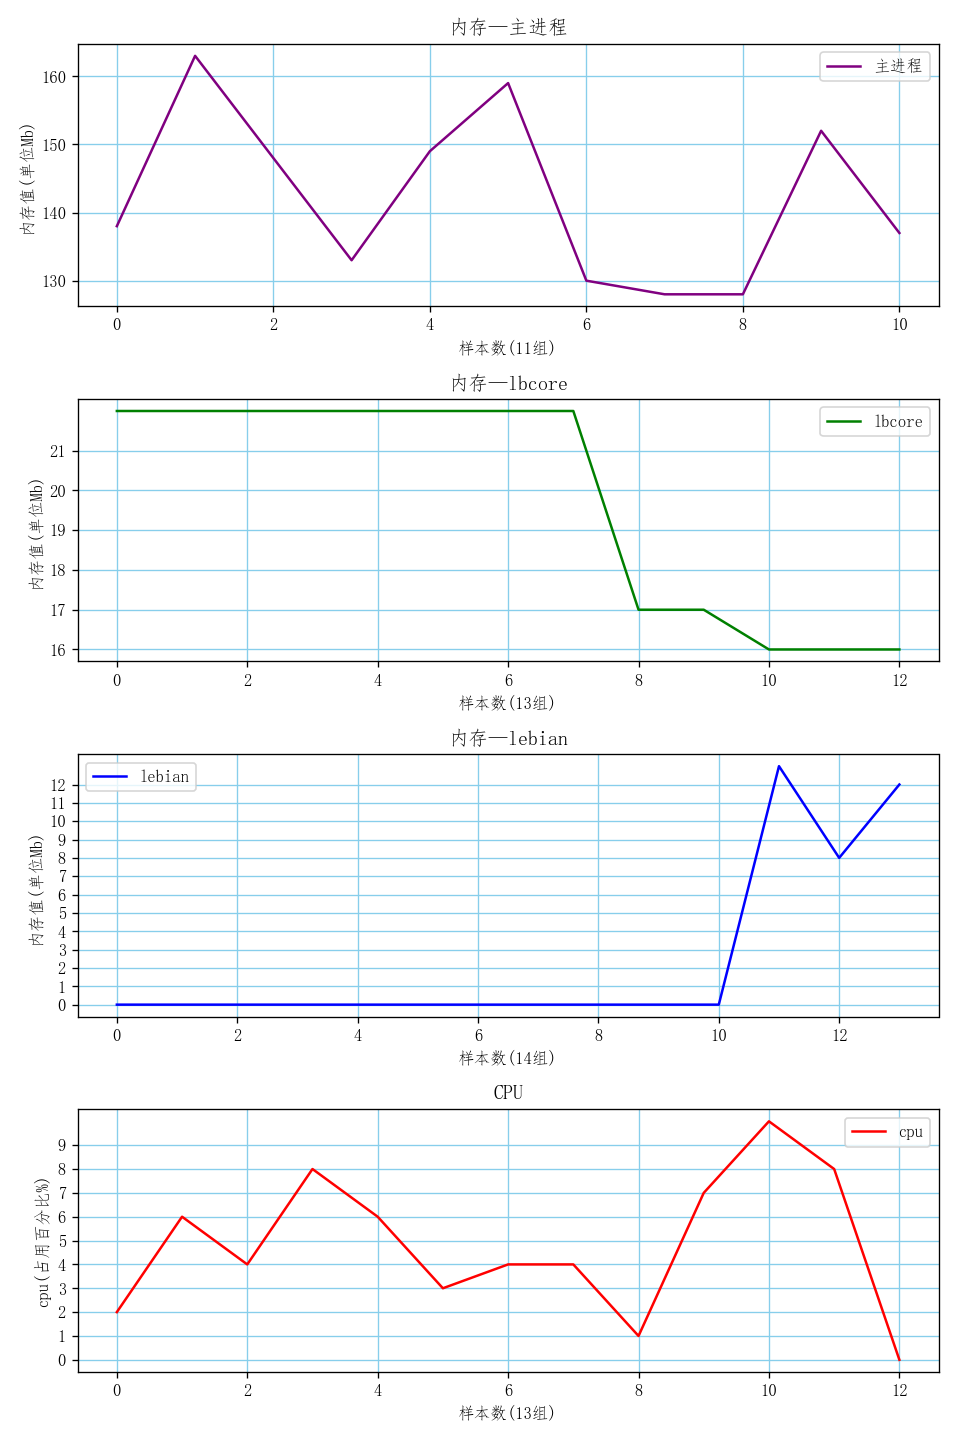 内存—主进程
主进程
内存值(单位Mb)
160
150
140
130
0 2 4 6 8 10
样本数(11组)
内存—lbcore
lbcore
内存值(单位Mb)
21
20
19
18
17
16
0 2 4 6 8 10 12
样本数(13组)
内存—lebian
lebian
内存值(单位Mb)
12
11
10
9
8
7
6
5
4
3
2
1
0
0 2 4 6 8 10 12
样本数(14组)
CPU
cpu
cpu(占用百分比%)
9
8
7
6
5
4
3
2
1
0
0 2 4 6 8 10 12
样本数(13组)